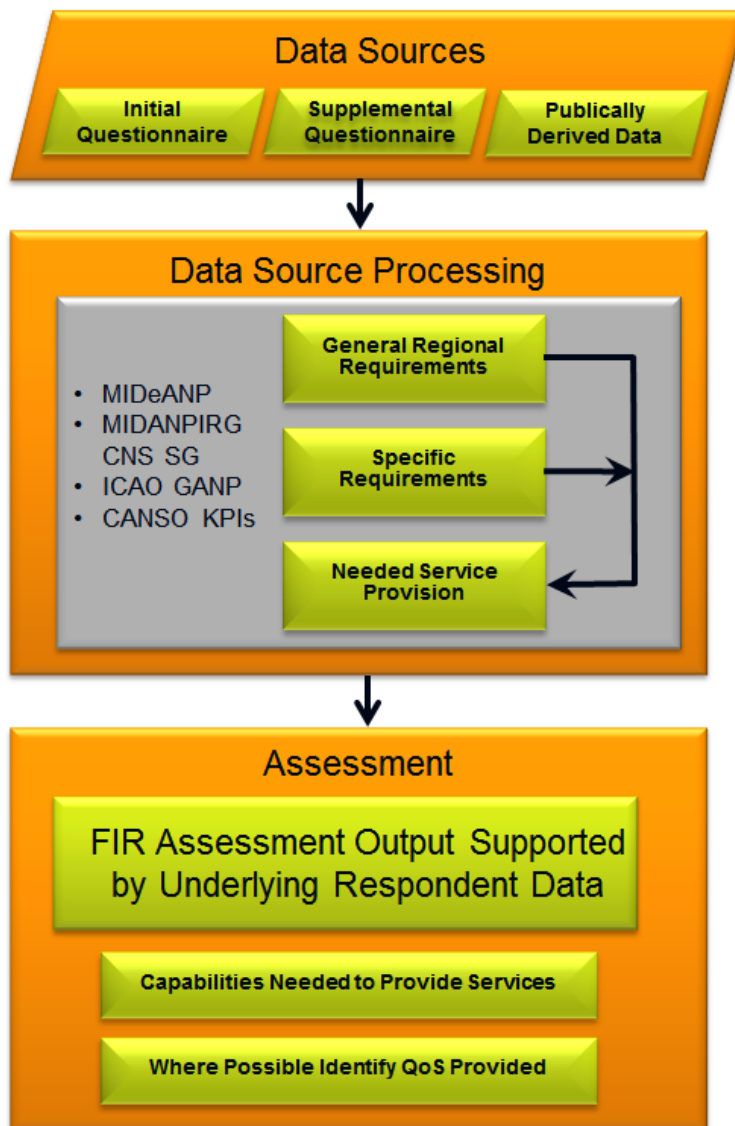 Data Sources
Initial
Questionnaire
Supplemental
Questionnaire
Publically
Derived Data
Data Source Processing
• MIDeANP
• MIDANPIRG
CNS SG
• ICAO GANP
• CANSO KPIs
General Regional
Requirements
Specific
Requirements
Needed Service
Provision
Assessment
FIR Assessment Output Supported
by Underlying Respondent Data
Capabilities Needed to Provide Services
Where Possible Identify QoS Provided